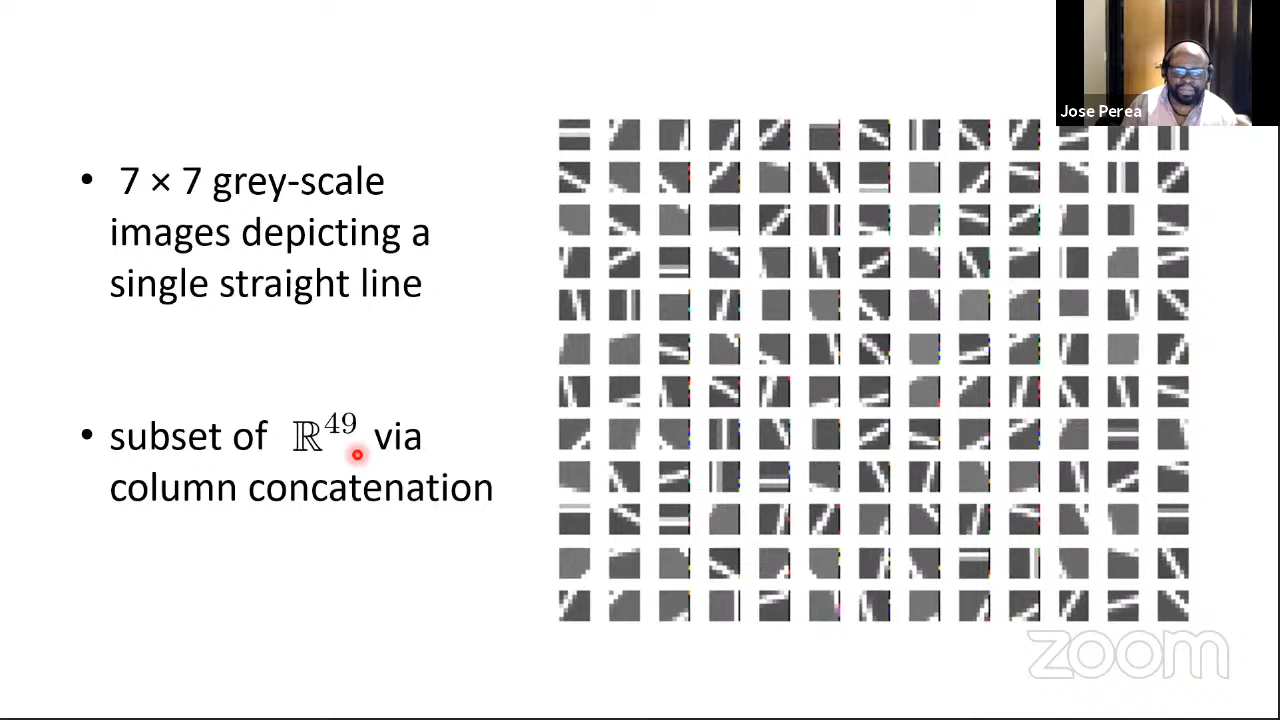 Jose Perea
• 7 × 7 grey-scale
images depicting a
single straight line
• subset of ℝ⁴⁹ via
column concatenation
zoom